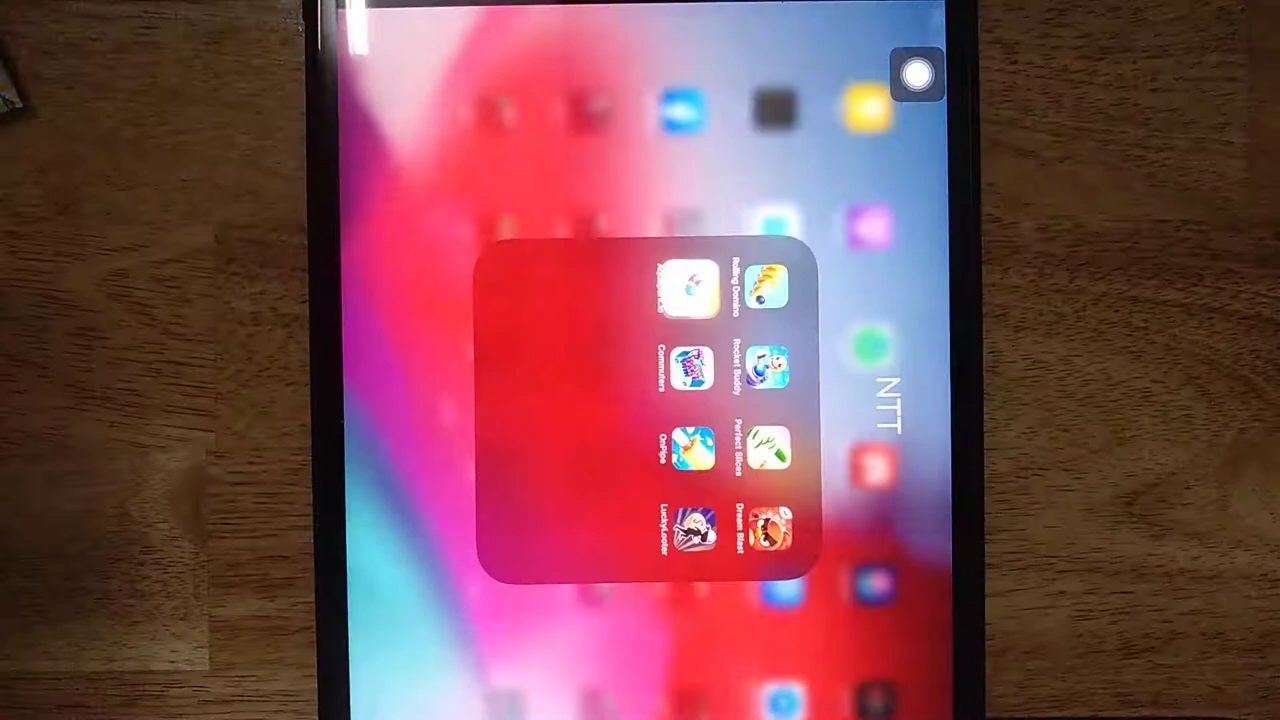 NTT
Rolling Domino
Rocket Buddy
Perfect Slices
Dream Blast
Commuters
OnPipe
LuckyLooter